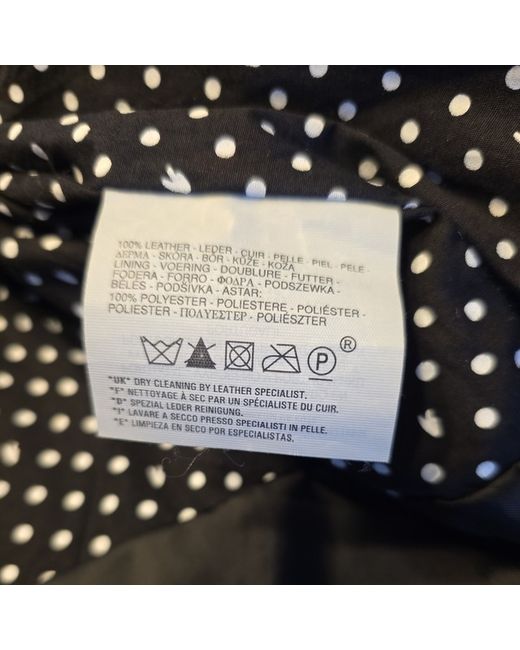 100% LEATHER - LEDER - CUIR - PELLE - PIEL - PELE -
ΔΕΡΜΑ - SKÓRA - BŐR - KŮŽE - KOŽA
LINING - VOERING - DOUBLURE - FUTTER -
FODERA - FORRO - ΦΟΔΡΑ - PODSZEWKA -
BÉLÉS - PODŠÍVKA - ASTAR:
100% POLYESTER - POLIESTERE - POLIÉSTER -
POLIESTER - ΠΟΛΥΕΣΤΕΡ - POLIÉSZTER
P ®
"UK" DRY CLEANING BY LEATHER SPECIALIST.
"F" NETTOYAGE À SEC PAR UN SPÉCIALISTE DU CUIR.
"D" SPEZIAL LEDER REINIGUNG.
"I" LAVARE A SECCO PRESSO SPECIALISTI IN PELLE.
"E" LIMPIEZA EN SECO POR ESPECIALISTAS.